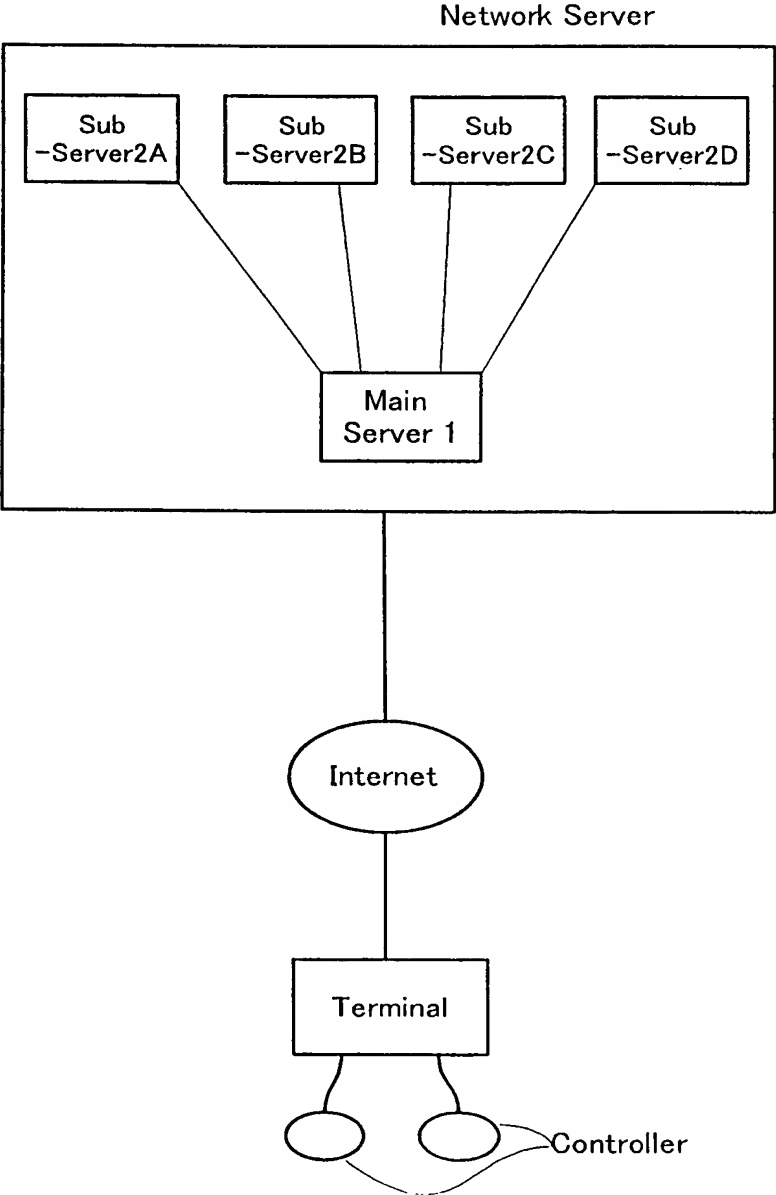 Network Server
Sub
-Server2A
Sub
-Server2B
Sub
-Server2C
Sub
-Server2D
Main
Server 1
Internet
Terminal
Controller